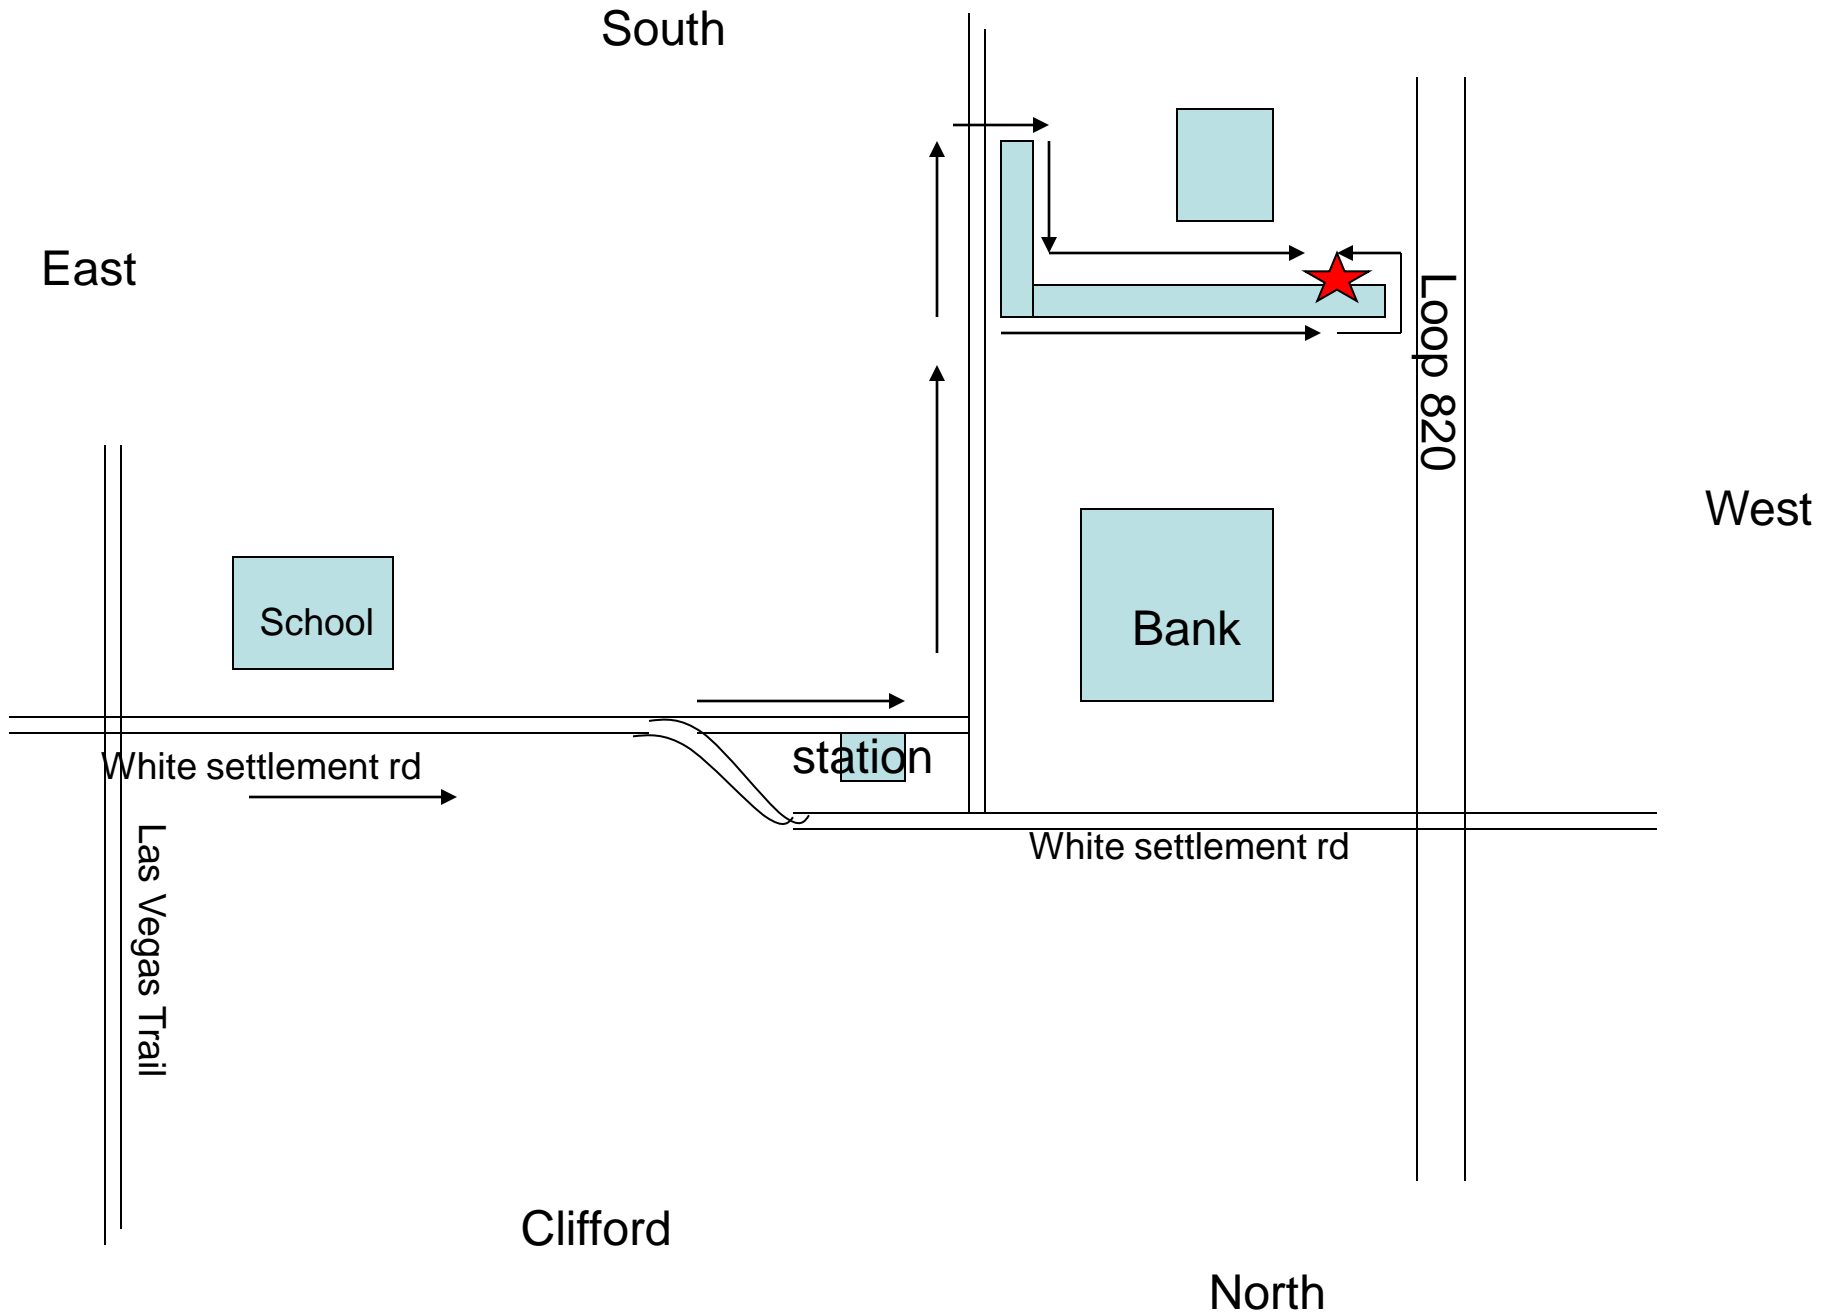 South
East
Loop 820
West
School
Bank
station
White settlement rd
White settlement rd
Las Vegas Trail
Clifford
North